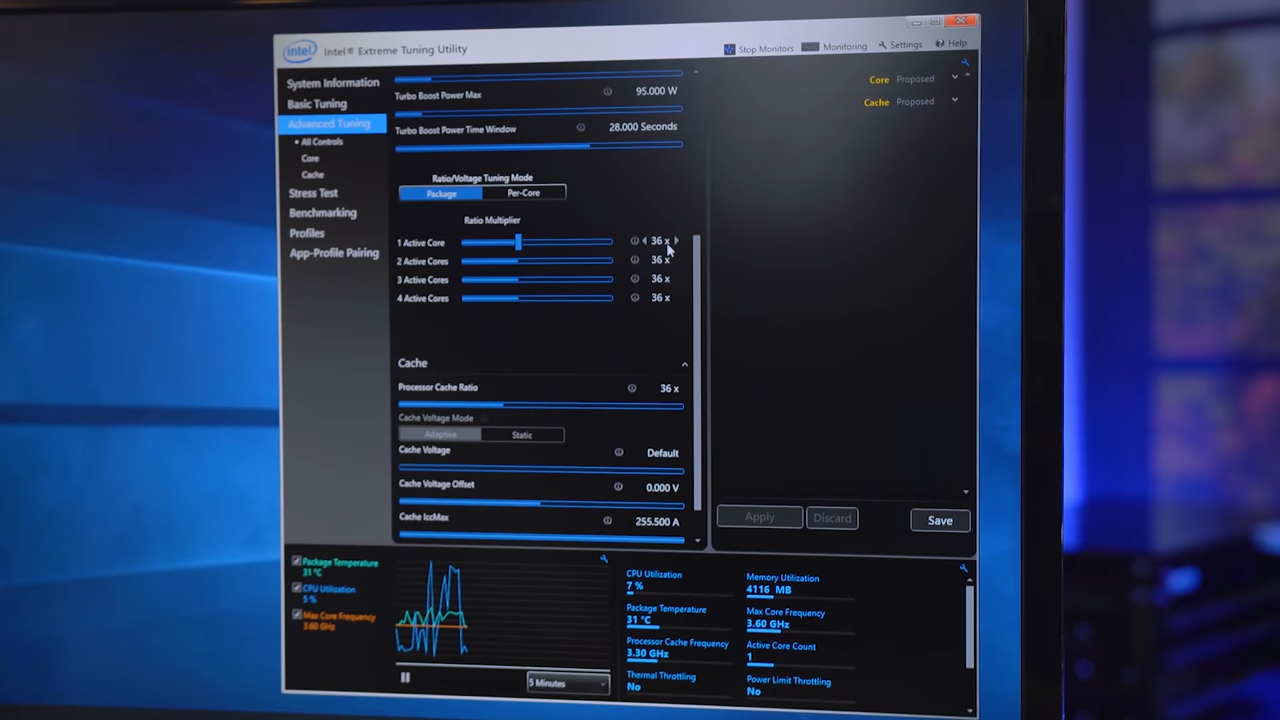 intel Intel® Extreme Tuning Utility
Stop Monitors Monitoring Settings Help
System Information
Basic Tuning
Advanced Tuning
All Controls
Core
Cache
Stress Test
Benchmarking
Profiles
App-Profile Pairing
Turbo Boost Power Max 95.000 W
Turbo Boost Power Time Window 28.000 Seconds
Ratio/Voltage Tuning Mode
Package Per-Core
Ratio Multiplier
1 Active Core 36 x
2 Active Cores 36 x
3 Active Cores 36 x
4 Active Cores 36 x
Cache
Processor Cache Ratio 36 x
Cache Voltage Mode
Adaptive Static
Cache Voltage Default
Cache Voltage Offset 0.000 V
Cache IccMax 255.500 A
Core Proposed
Cache Proposed
Apply Discard Save
Package Temperature
31 °C
CPU Utilization
5 %
Max Core Frequency
3.60 GHz
5 Minutes
CPU Utilization
7 %
Package Temperature
31 °C
Processor Cache Frequency
3.30 GHz
Thermal Throttling
No
Memory Utilization
4116 MB
Max Core Frequency
3.60 GHz
Active Core Count
1
Power Limit Throttling
No